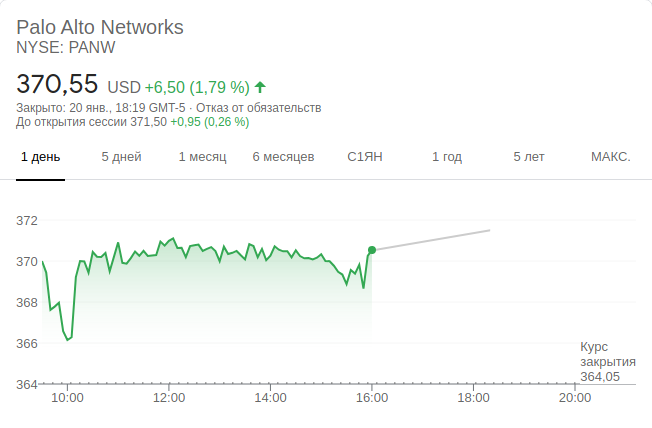 Palo Alto Networks
NYSE: PANW
370,55 USD +6,50 (1,79 %)
Закрыто: 20 янв., 18:19 GMT-5 · Отказ от обязательств
До открытия сессии 371,50 +0,95 (0,26 %)
1 день 5 дней 1 месяц 6 месяцев С1ЯН 1 год 5 лет МАКС.
372
370
368
366
Курс
закрытия
364,05
364
10:00 12:00 14:00 16:00 18:00 20:00